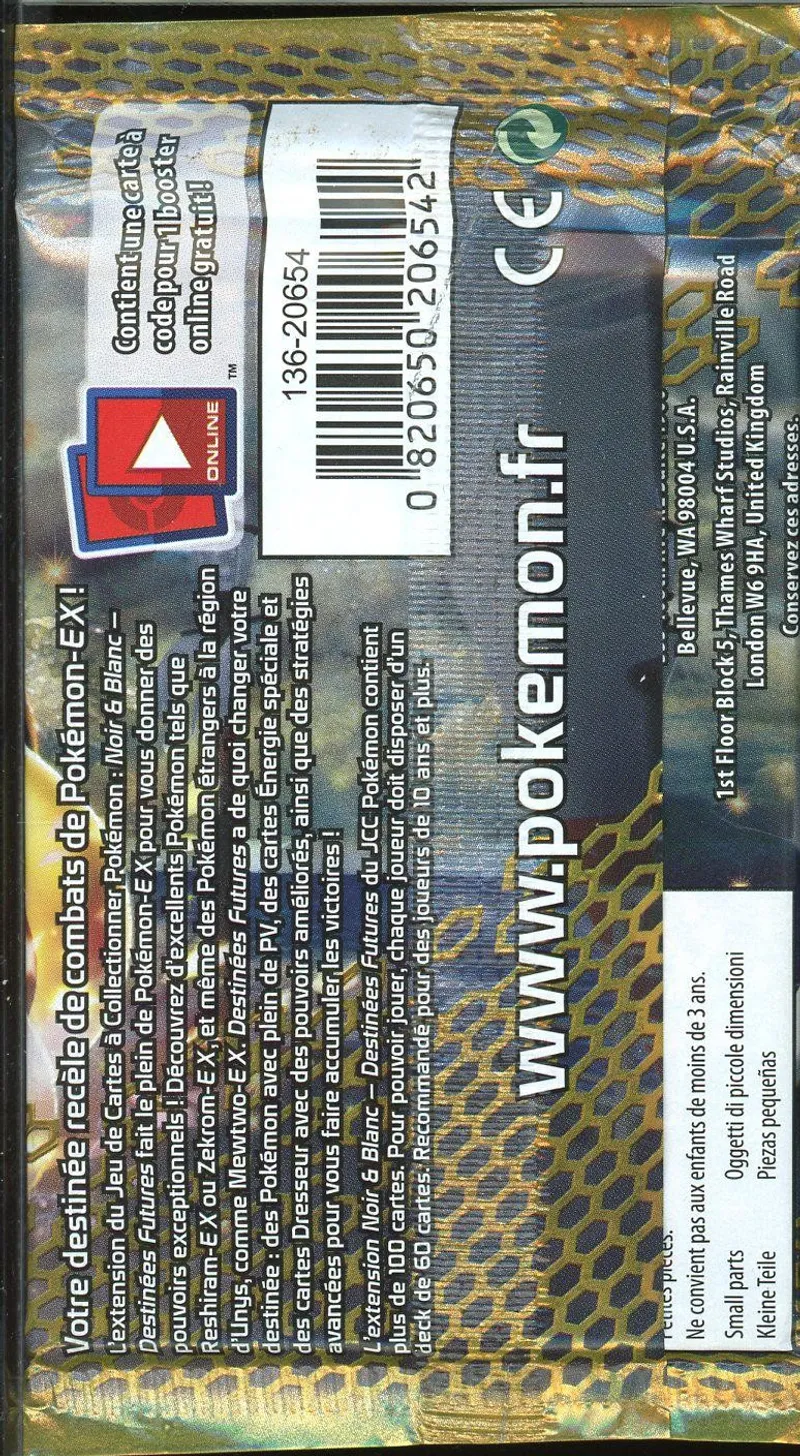 Votre destinée recèle de combats de Pokémon-EX !
L'extension du Jeu de Cartes à Collectionner Pokémon : Noir & Blanc –
Destinées Futures fait le plein de Pokémon-EX pour vous donner des
pouvoirs exceptionnels ! Découvrez d'excellents Pokémon tels que
Reshiram-EX ou Zekrom-EX, et même des Pokémon étrangers à la région
d'Unys, comme Mewtwo-EX. Destinées Futures a de quoi changer votre
destinée : des Pokémon avec plein de PV, des cartes Énergie spéciale et
des cartes Dresseur avec des pouvoirs améliorés, ainsi que des stratégies
avancées pour vous faire accumuler les victoires !
L'extension Noir & Blanc – Destinées Futures du JCC Pokémon contient
plus de 100 cartes. Pour pouvoir jouer, chaque joueur doit disposer d'un
deck de 60 cartes. Recommandé pour des joueurs de 10 ans et plus.
ONLINE
TM
Contient une carte à
code pour 1 booster
online gratuit !
136-20654
0 820650 206542
www.pokemon.fr
CE
Petites pièces.
Ne convient pas aux enfants de moins de 3 ans.
Small parts Oggetti di piccole dimensioni
Kleine Teile Piezas pequeñas
Bellevue, WA 98004 U.S.A.
1st Floor Block 5, Thames Wharf Studios, Rainville Road
London W6 9HA, United Kingdom
Conservez ces adresses.